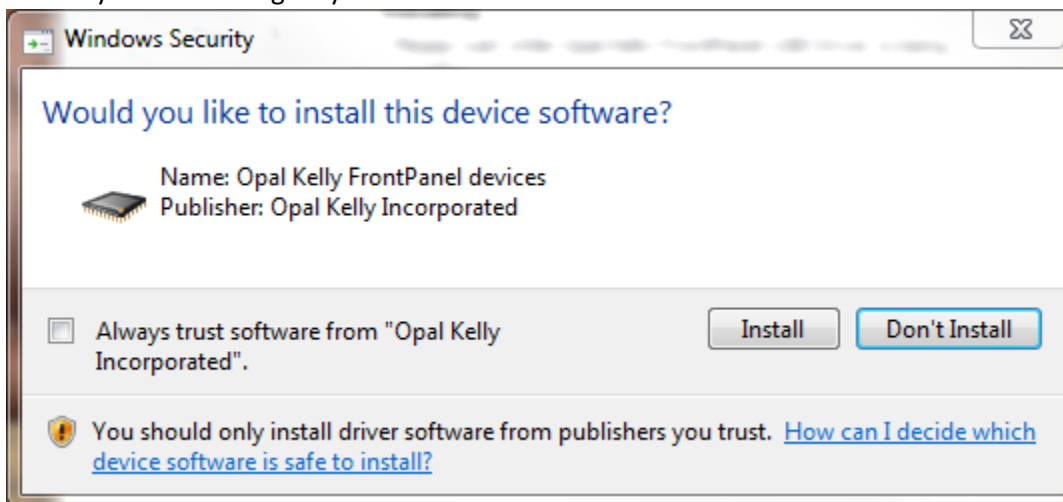 Windows Security
Would you like to install this device software?
Name: Opal Kelly FrontPanel devices
Publisher: Opal Kelly Incorporated
Always trust software from "Opal Kelly
Incorporated".
Install
Don't Install
You should only install driver software from publishers you trust. How can I decide which
device software is safe to install?